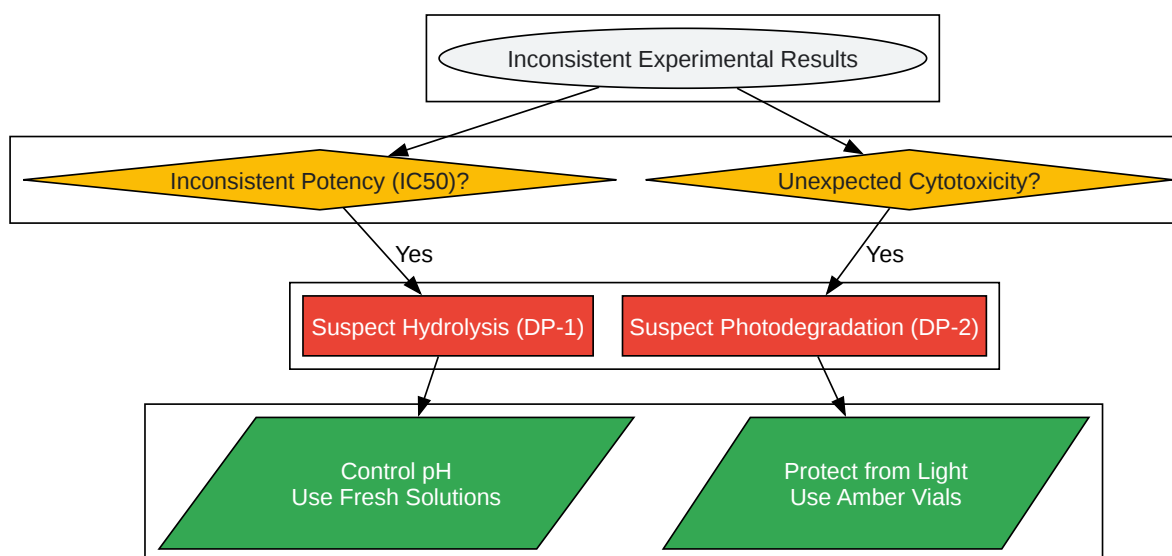 Inconsistent Experimental Results
Inconsistent Potency (IC50)?
Unexpected Cytotoxicity?
Yes
Yes
Suspect Hydrolysis (DP-1)
Suspect Photodegradation (DP-2)
Control pH
Use Fresh Solutions
Protect from Light
Use Amber Vials